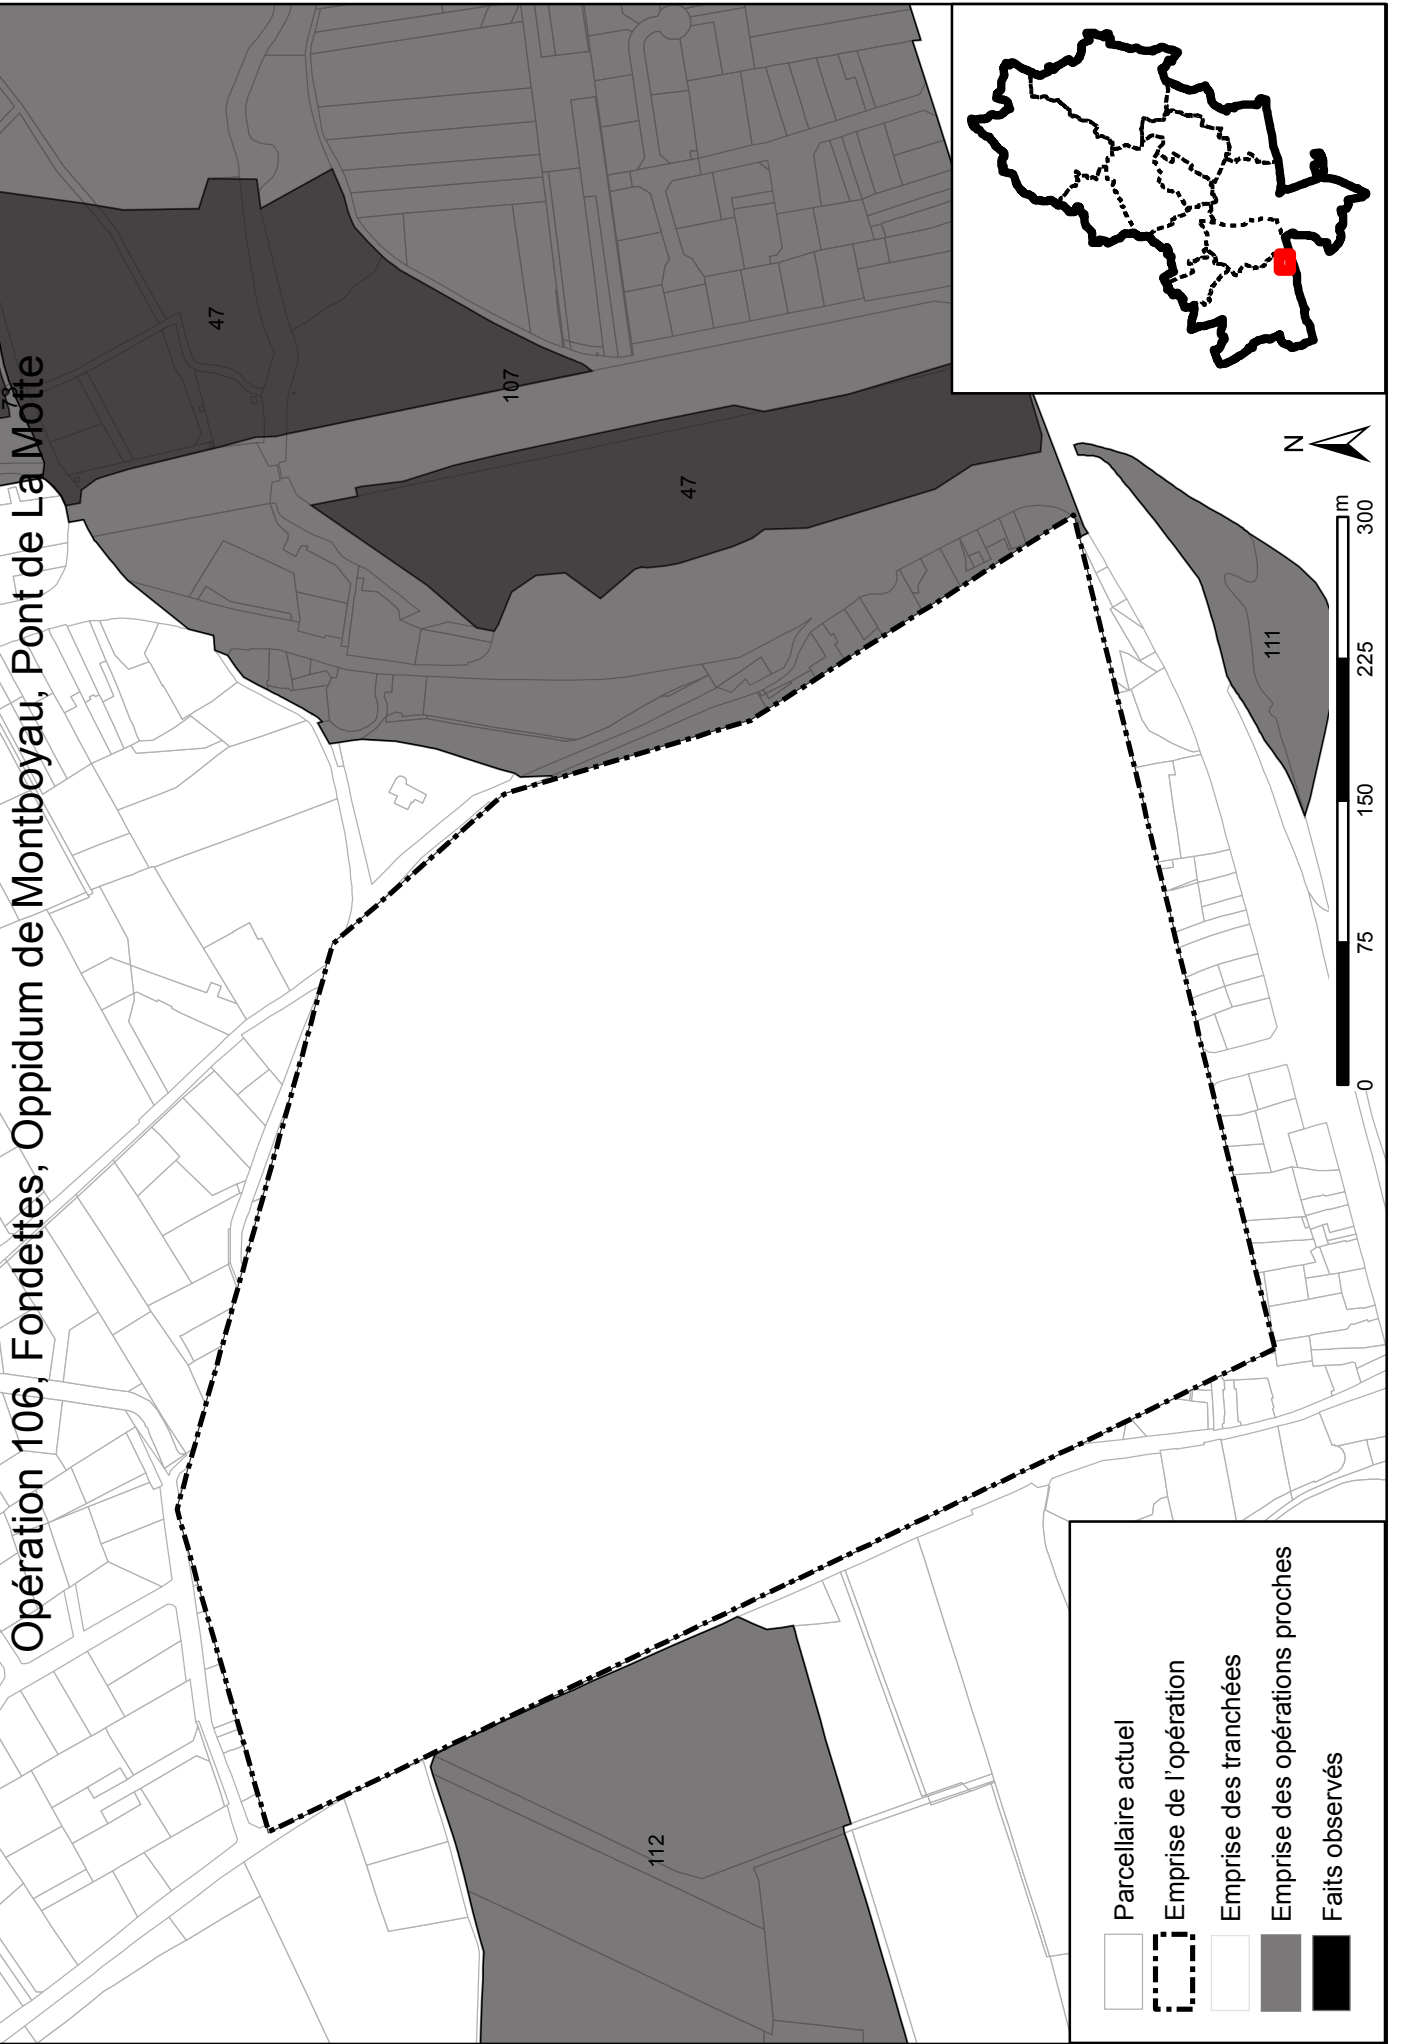 Opération 106, Fondettes, Oppidum de Montboyau, Pont de La Motte
73
47
107
47
111
112
N
m
0 75 150 225 300
Parcellaire actuel
Emprise de l'opération
Emprise des tranchées
Emprise des opérations proches
Faits observés